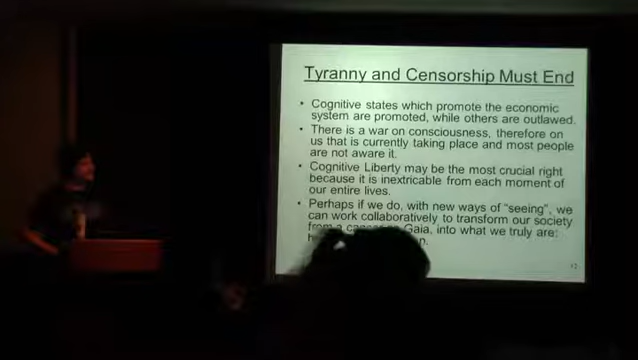 Tyranny and Censorship Must End
• Cognitive states which promote the economic
system are promoted, while others are outlawed.
• There is a war on consciousness, therefore on
us that is currently taking place and most people
are not aware it.
• Cognitive Liberty may be the most crucial right
because it is inextricable from each moment of
our entire lives.
• Perhaps if we do, with new ways of "seeing", we
can work collaboratively to transform our society
from a Gaia, into what we truly are: